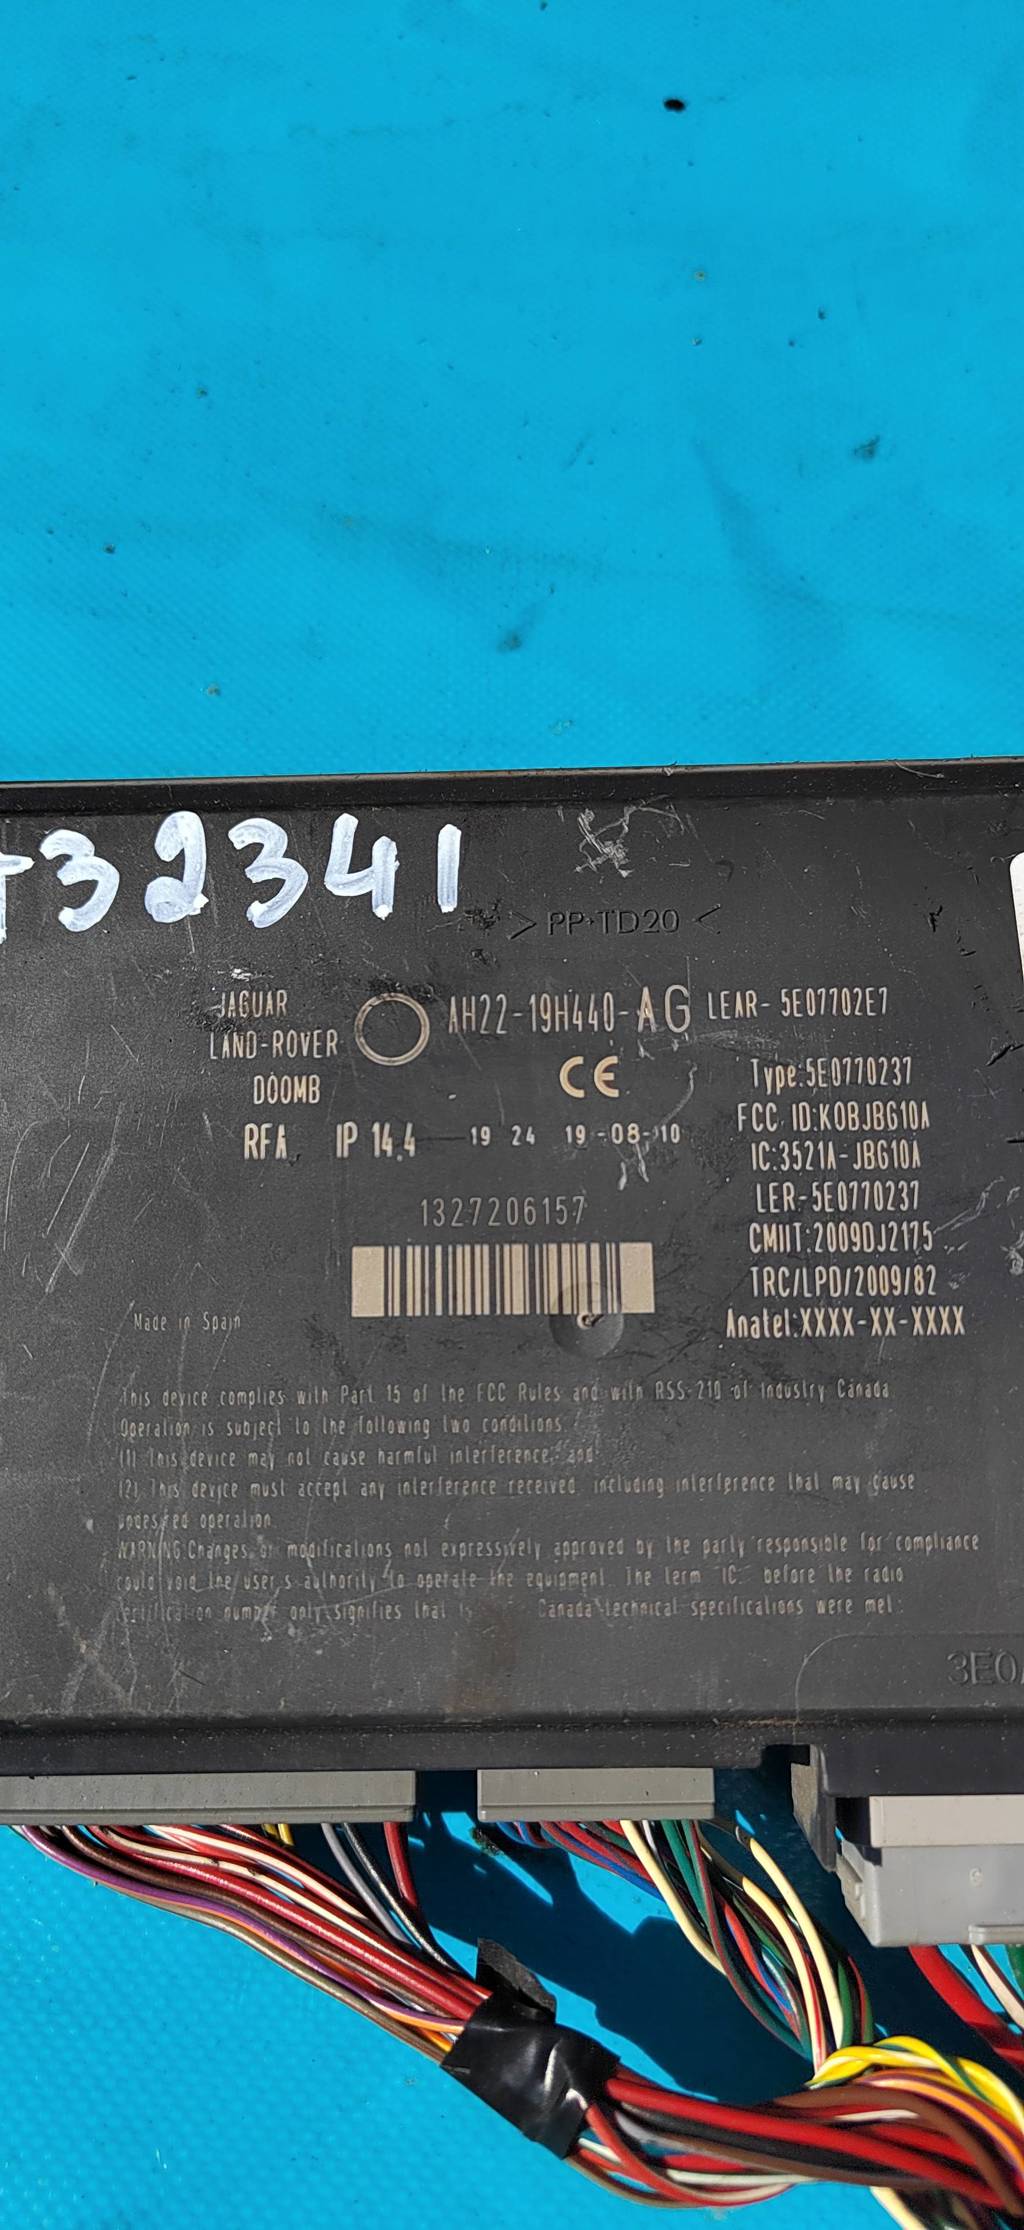 32341
> PP-TD20 <
JAGUAR
LAND-ROVER
DOOMB
AH22-19H440-AG LEAR- 5E07702E7
CE
Type:5E0770237
FCC ID:KOBJBG10A
RFA IP 14.4 19 24 19-08-10
IC:3521A-JBG10A
LER-5E0770237
1327206157
CMIIT:2009DJ2175
TRC/LPD/2009/82
Made in Spain
Anatel:XXXX-XX-XXXX
This device complies with Part 15 of the FCC Rules and with RSS-210 of Industry Canada
Operation is subject to the following two conditions
(1) This device may not cause harmful interference, and
(2) This device must accept any interference received, including interference that may cause
undesired operation
WARNING:Changes or modifications not expressively approved by the party responsible for compliance
could void the user,s authority to operate the equipment. The term "IC:" before the radio
certification number only signifies that Canada technical specifications were met:
3E0